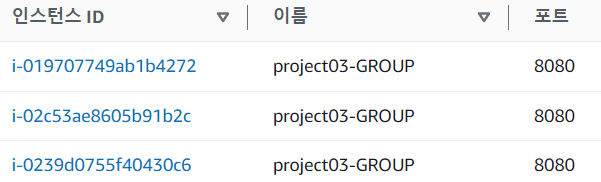 인스턴스 ID 이름 포트
i-019707749ab1b4272 project03-GROUP 8080
i-02c53ae8605b91b2c project03-GROUP 8080
i-0239d0755f40430c6 project03-GROUP 8080